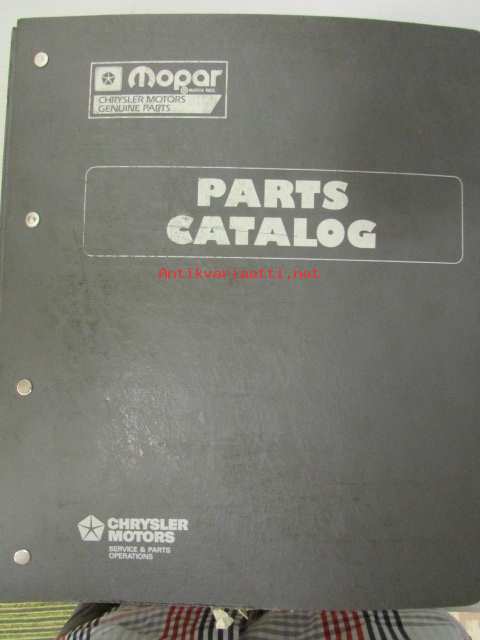 Mopar
CHRYSLER MOTORS
GENUINE PARTS
PARTS
CATALOG
Antikvariaatti.net
CHRYSLER
MOTORS
SERVICE & PARTS
OPERATIONS